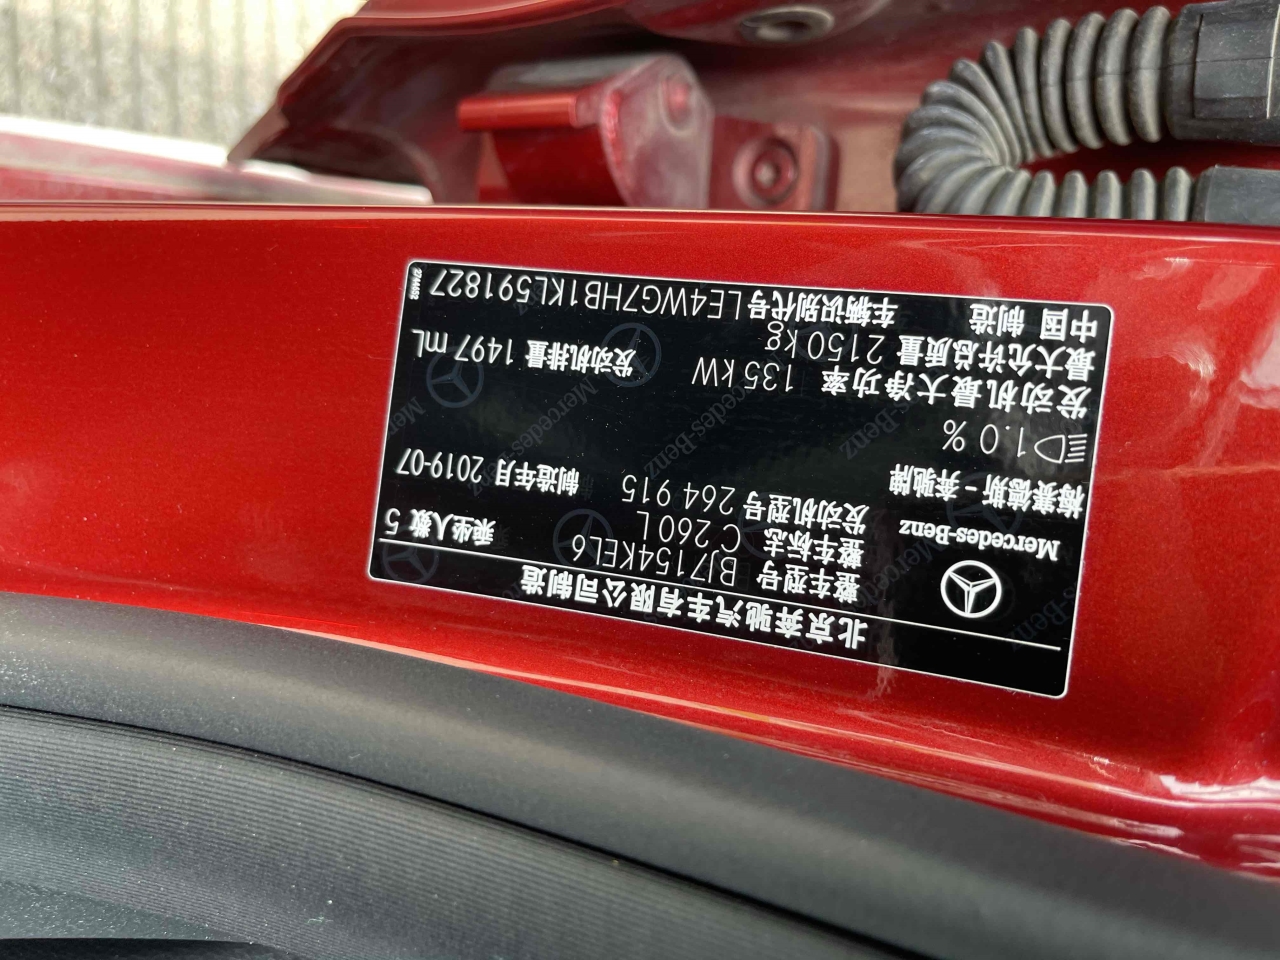 北京奔驰汽车有限公司制造
Mercedes-Benz
梅赛德斯-奔驰牌
整车型号 BJ7154KEL6
整车标志 C 260 L 乘坐人数 5
发动机型号 264 915 制造年月 2019-07
1.0 %
发动机最大净功率 135 kW 发动机排量 1497 mL
最大允许总质量 2150 kg
中国 制造 车辆识别代号 LE4WG7HB1KL591827